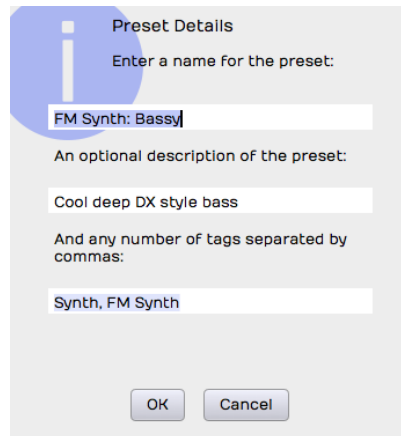 Preset Details
Enter a name for the preset:
FM Synth: Bassy
An optional description of the preset:
Cool deep DX style bass
And any number of tags separated by
commas:
Synth, FM Synth
OK Cancel